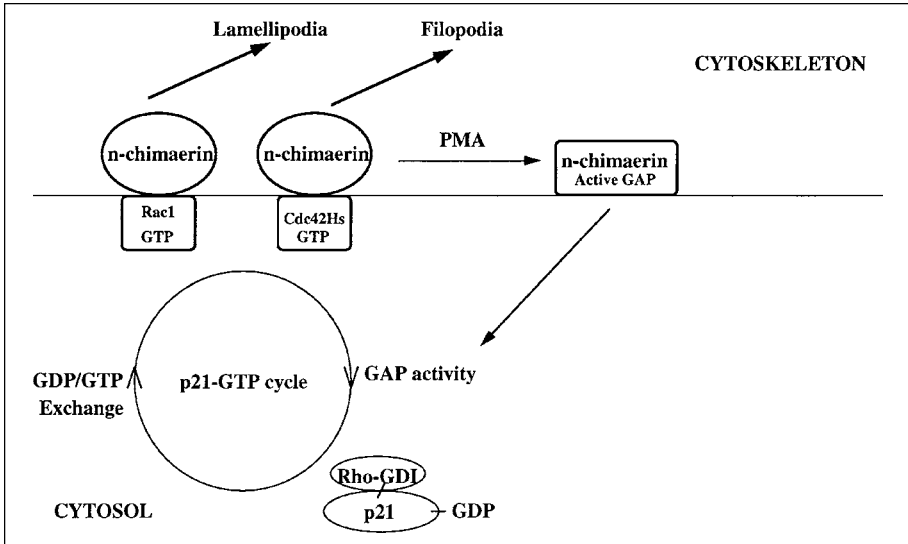 Lamellipodia
Filopodia
CYTOSKELETON
n-chimaerin
n-chimaerin
PMA
n-chimaerin
Active GAP
Rac1
GTP
Cdc42Hs
GTP
GDP/GTP
Exchange
p21-GTP cycle
GAP activity
Rho-GDI
p21
GDP
CYTOSOL